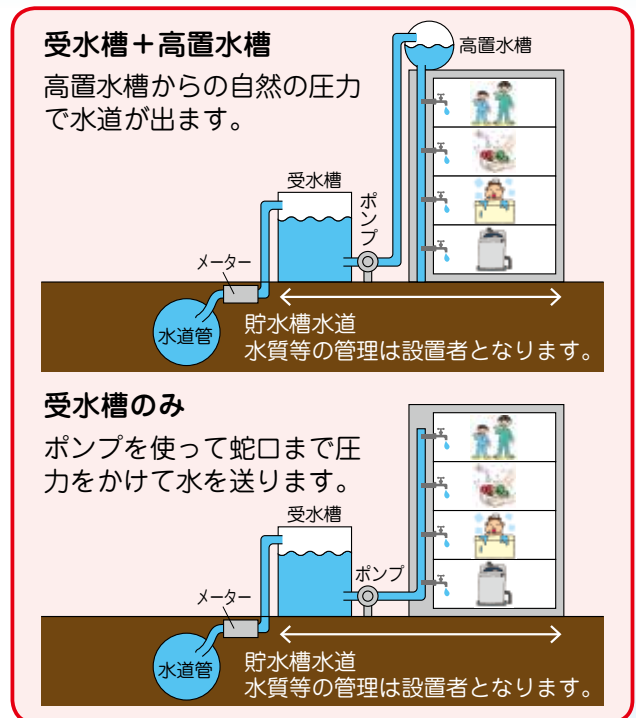 受水槽＋高置水槽
高置水槽からの自然の圧力
で水道が出ます。
高置水槽
受水槽
ポンプ
メーター
水道管
貯水槽水道
水質等の管理は設置者となります。
受水槽のみ
ポンプを使って蛇口まで圧
力をかけて水を送ります。
受水槽
ポンプ
メーター
水道管
貯水槽水道
水質等の管理は設置者となります。